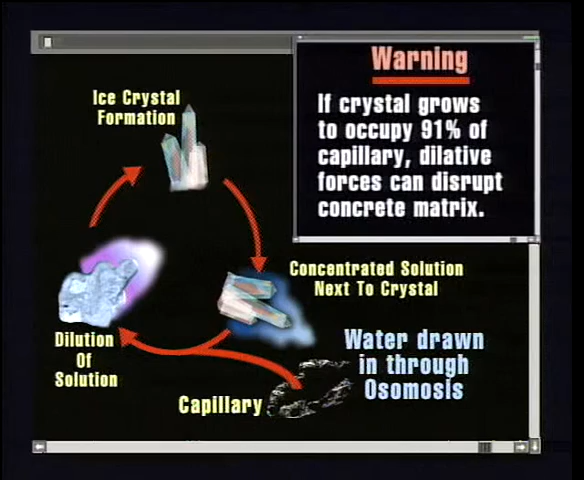 Warning
If crystal grows
to occupy 91% of
capillary, dilative
forces can disrupt
concrete matrix.
Ice Crystal
Formation
Concentrated Solution
Next To Crystal
Dilution
Of
Solution
Water drawn
in through
Osomosis
Capillary